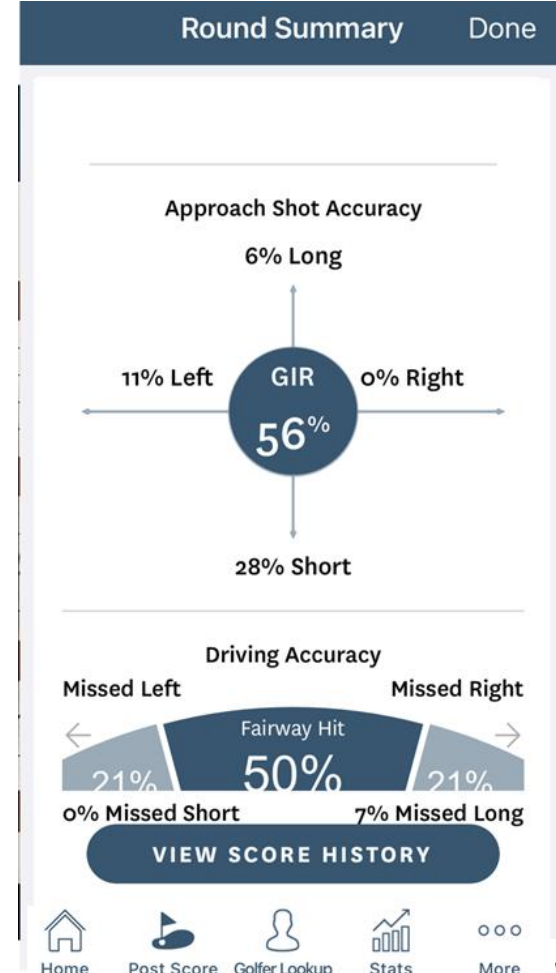 Round Summary Done
Approach Shot Accuracy
6% Long
11% Left GIR 0% Right
56%
28% Short
Driving Accuracy
Missed Left Missed Right
Fairway Hit
21% 50% 21%
0% Missed Short 7% Missed Long
VIEW SCORE HISTORY
Home Post Score Golfer Lookup Stats More